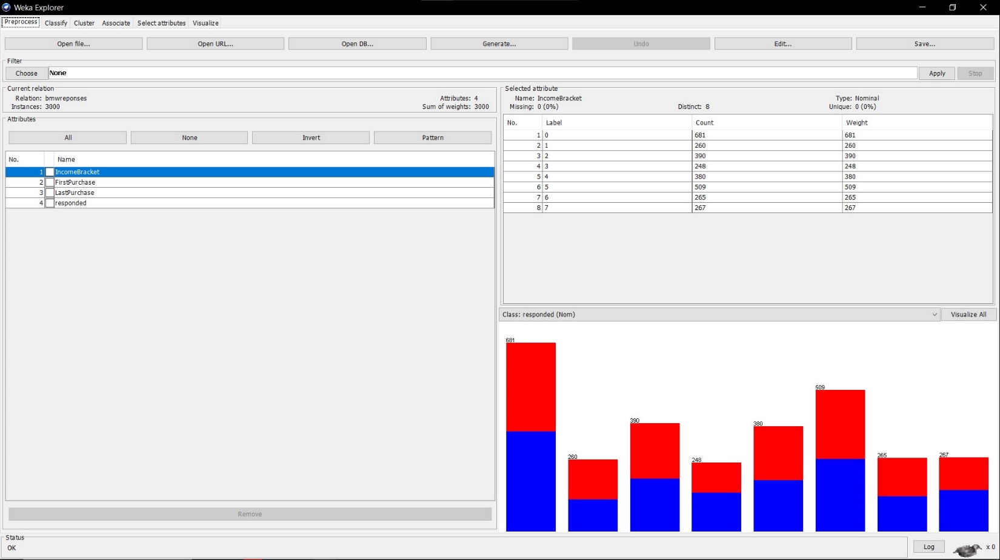 Weka Explorer
Preprocess Classify Cluster Associate Select attributes Visualize
Open file... Open URL... Open DB... Generate... Undo Edit... Save...
Filter
Choose None Apply Stop
Current relation
Relation: bmwreponses Attributes: 4
Instances: 3000 Sum of weights: 3000
Attributes
All None Invert Pattern
No. Name
1 IncomeBracket
2 FirstPurchase
3 LastPurchase
4 responded
Remove
Selected attribute
Name: IncomeBracket Type: Nominal
Missing: 0 (0%) Distinct: 8 Unique: 0 (0%)
No. Label Count Weight
1 0 681 681
2 1 260 260
3 2 390 390
4 3 248 248
5 4 380 380
6 5 509 509
7 6 265 265
8 7 267 267
Class: responded (Nom) Visualize All
681 260 390 248 380 509 265 267
Status
OK Log x 0